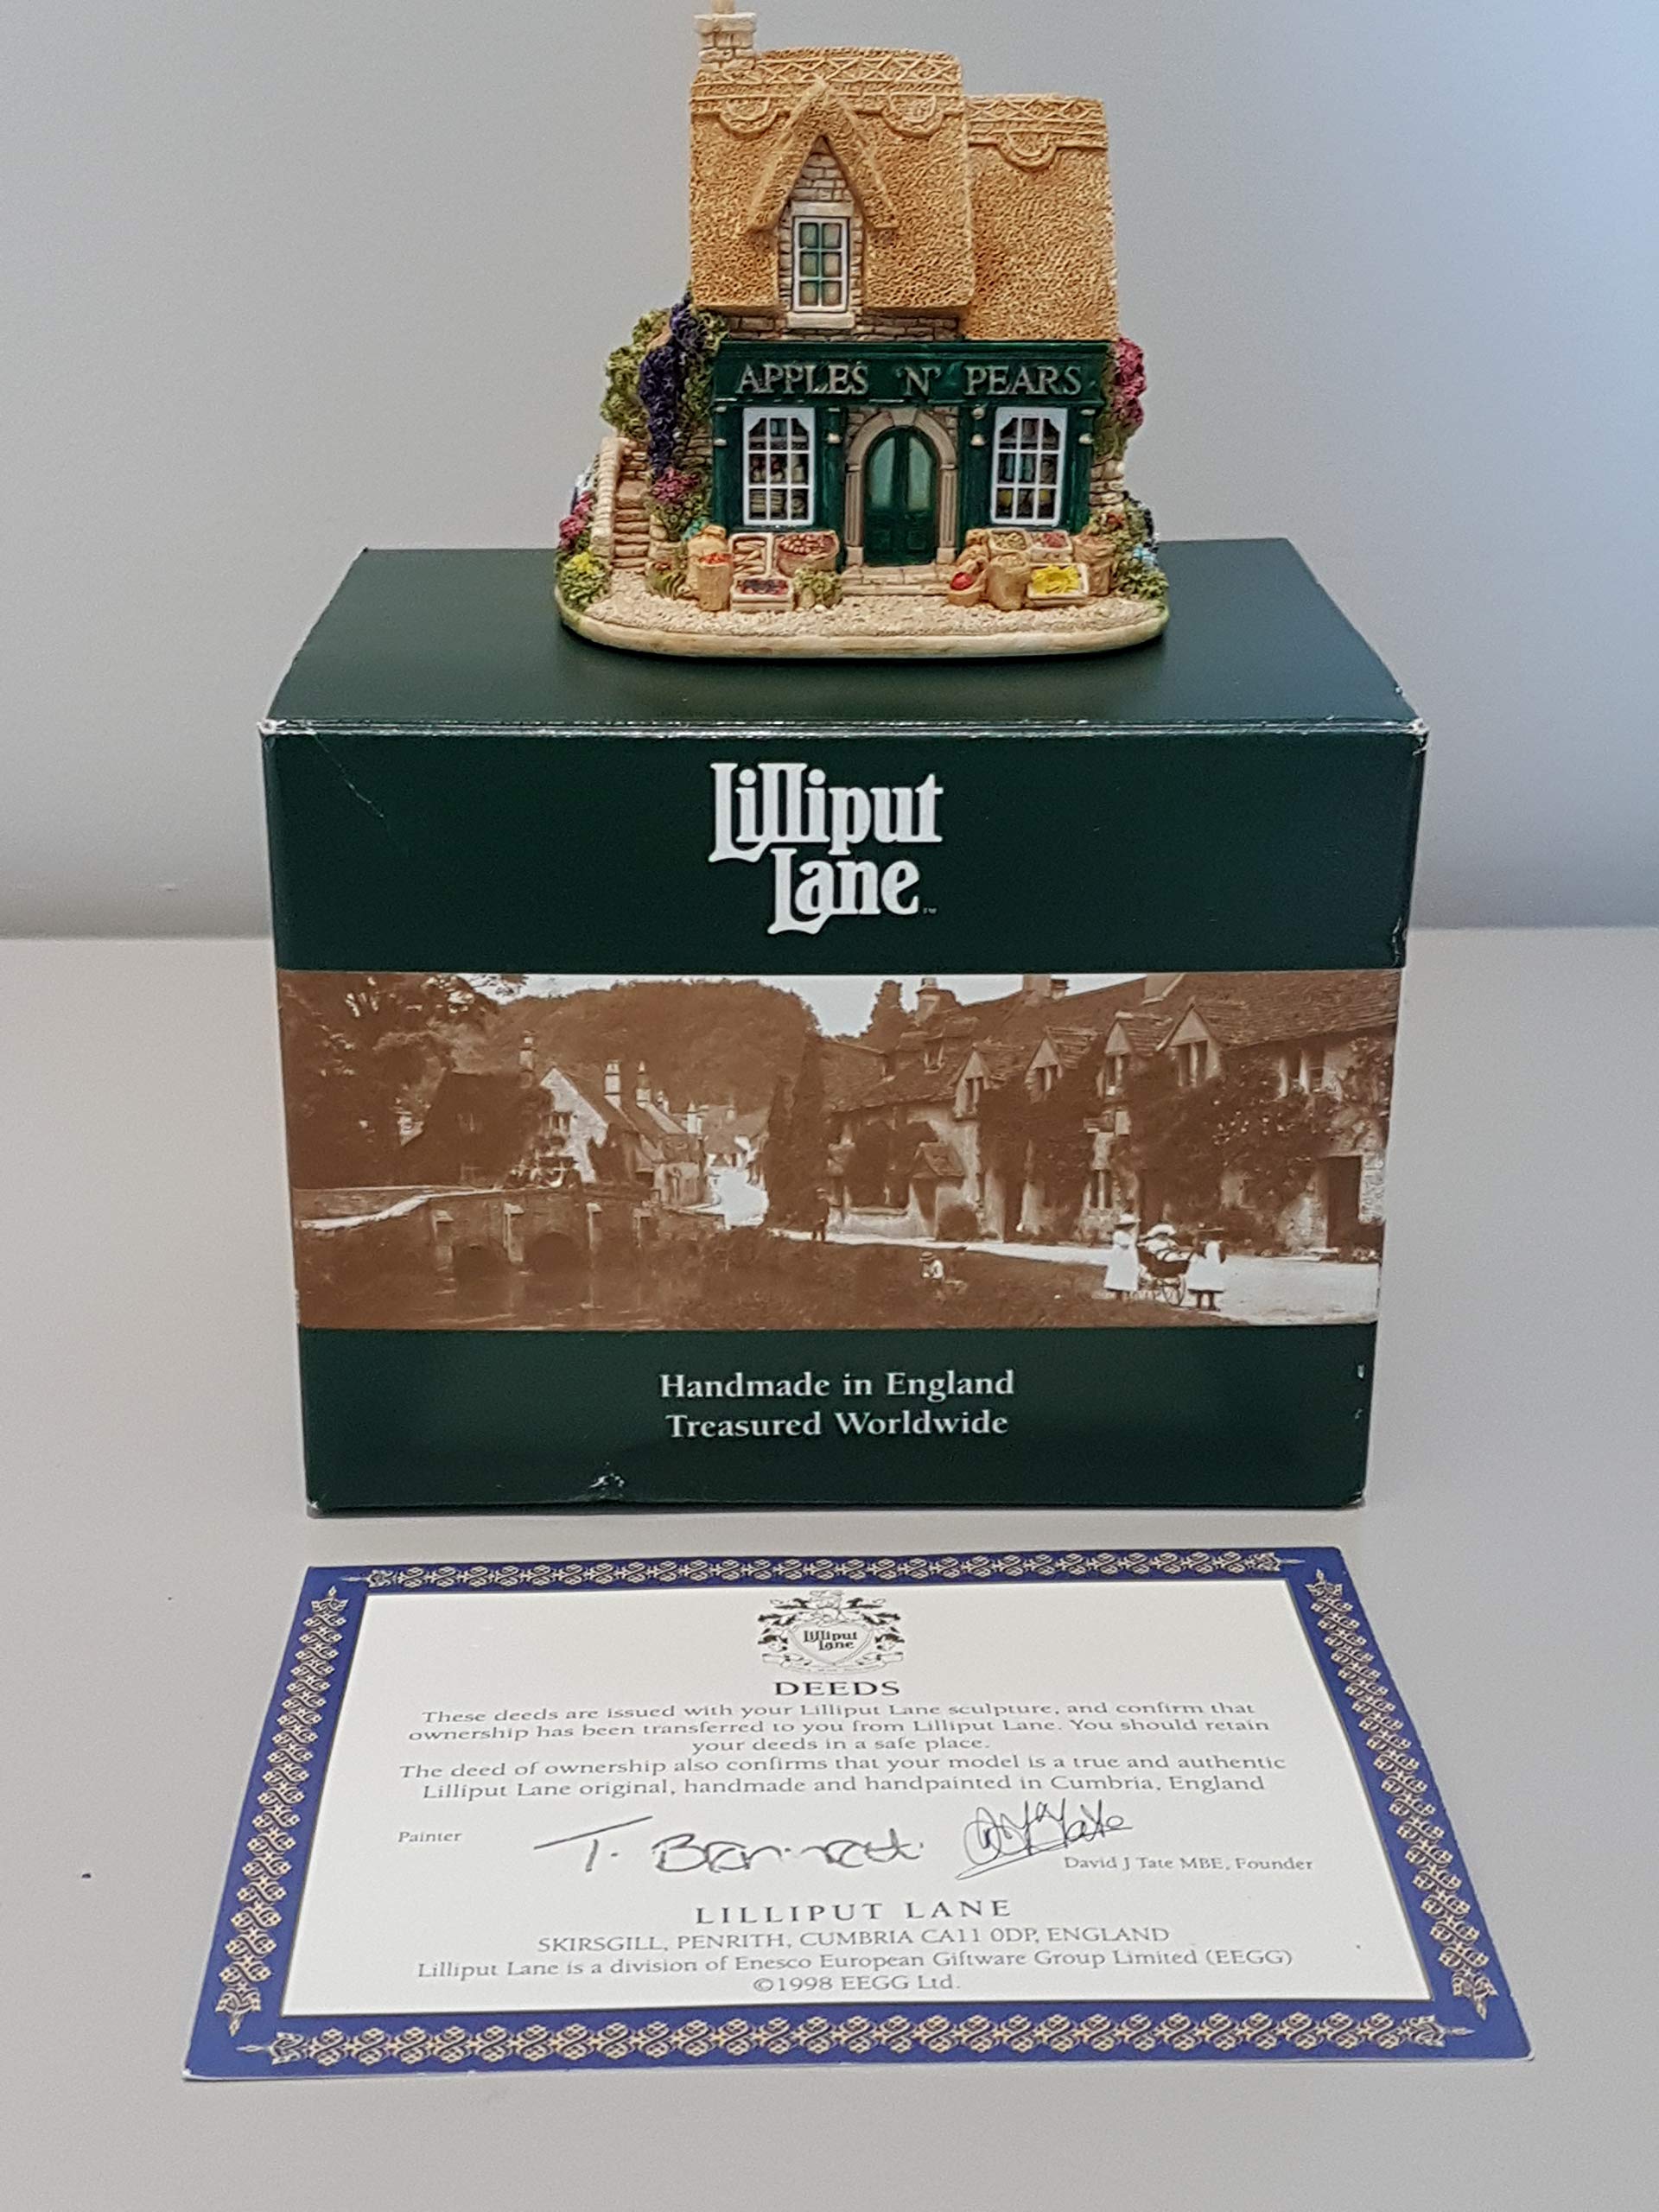 APPLES 'N' PEARS
Lilliput
Lane™
Handmade in England
Treasured Worldwide
Lilliput
Lane
DEEDS
These deeds are issued with your Lilliput Lane sculpture, and confirm that
ownership has been transferred to you from Lilliput Lane. You should retain
your deeds in a safe place.
The deed of ownership also confirms that your model is a true and authentic
Lilliput Lane original, handmade and handpainted in Cumbria, England
Painter
T.
David J Tate MBE, Founder
LILLIPUT LANE
SKIRSGILL, PENRITH, CUMBRIA CA11 0DP, ENGLAND
Lilliput Lane is a division of Enesco European Giftware Group Limited (EEGG)
©1998 EEGG Ltd.